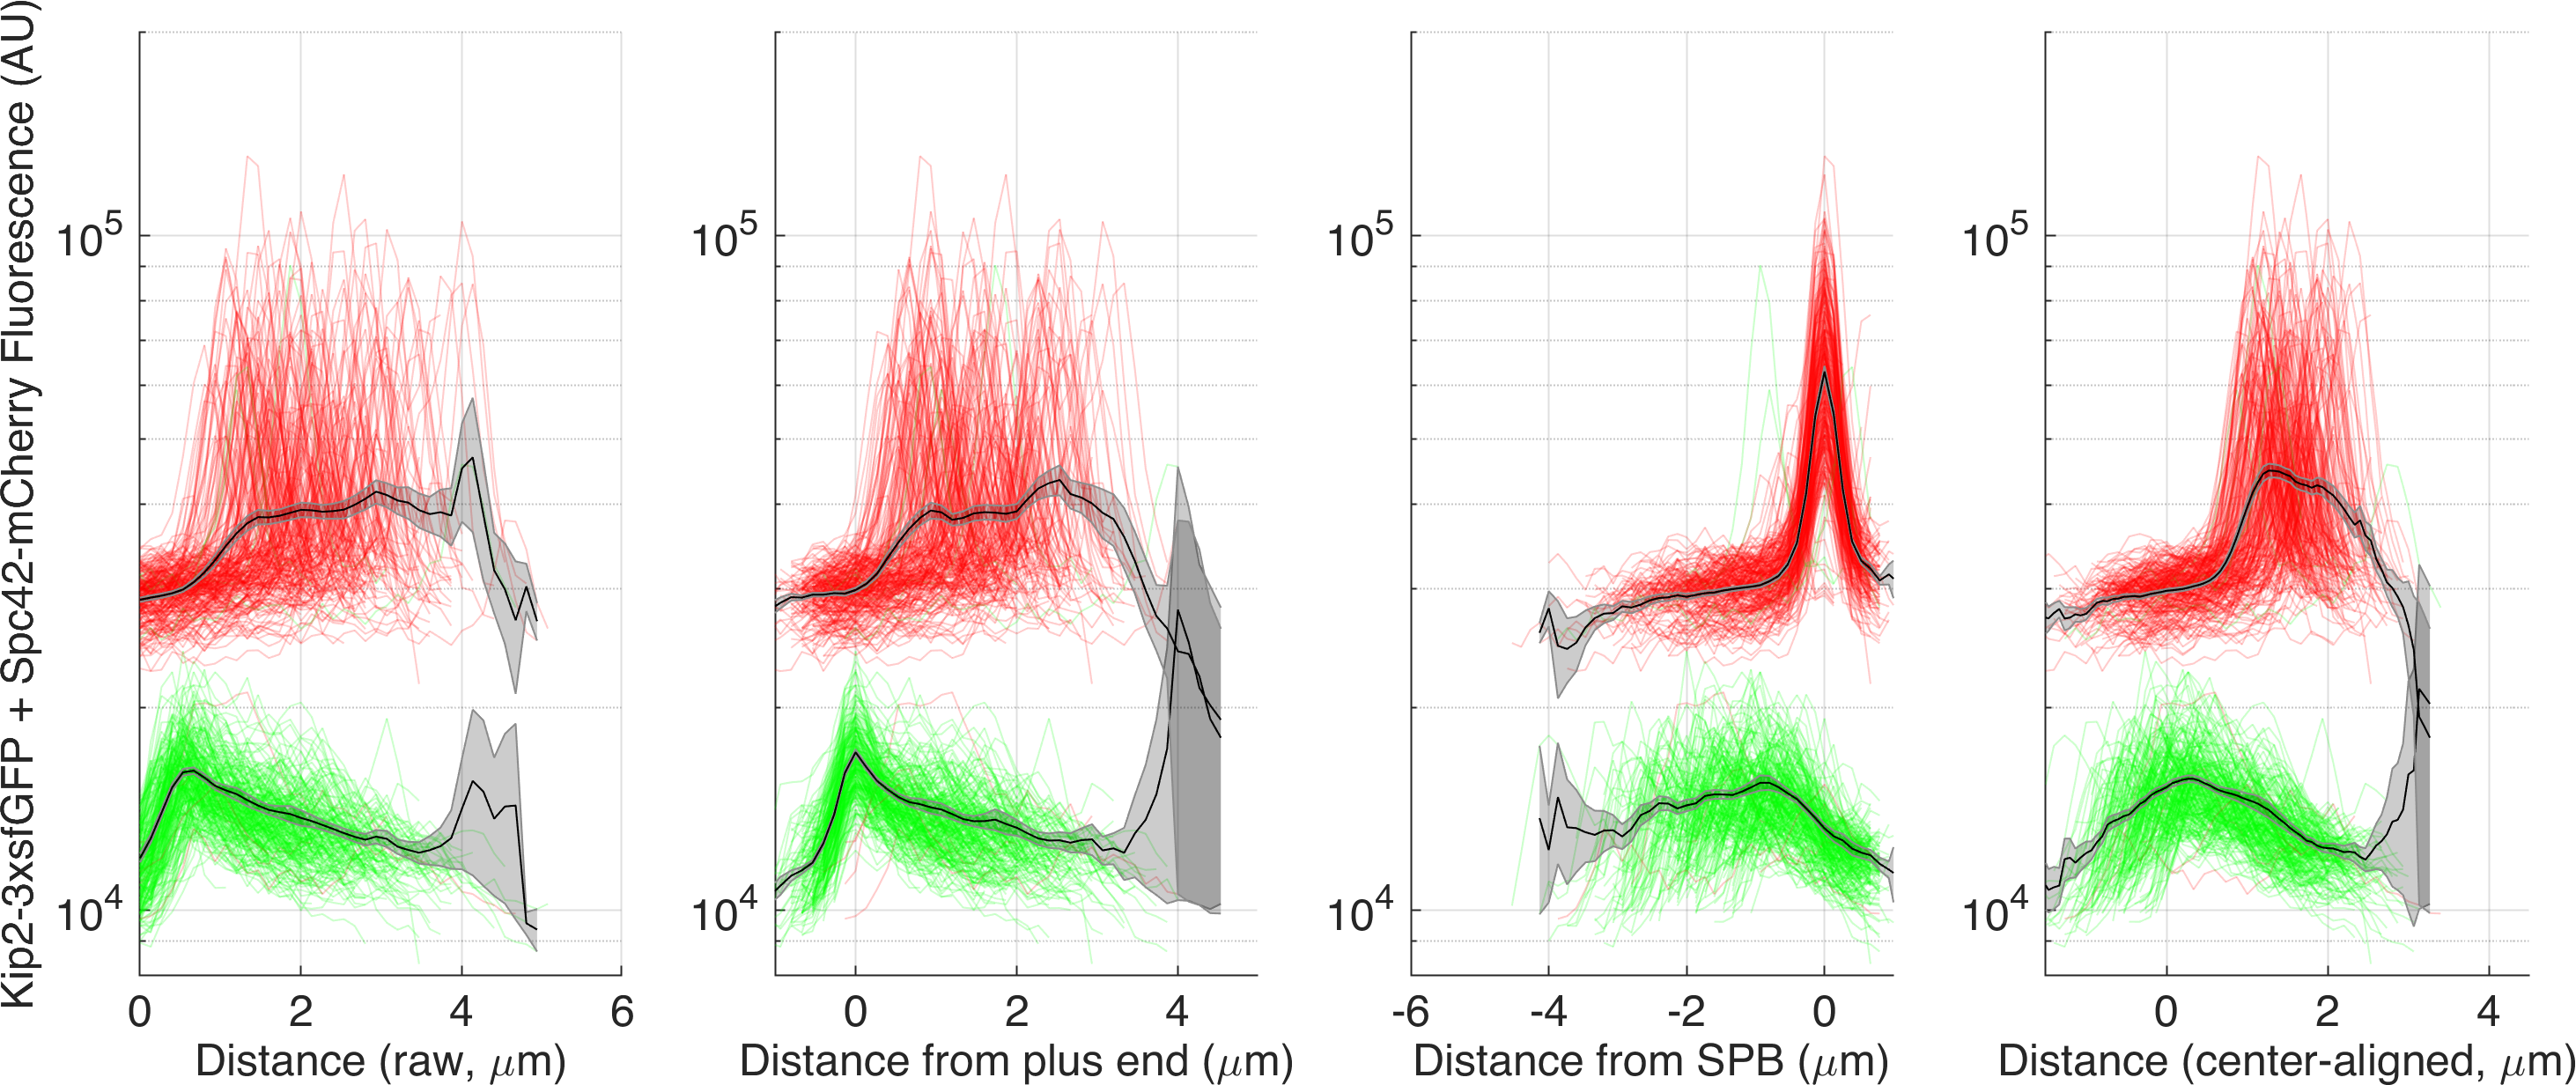 Kip2-3xsfGFP + Spc42-mCherry Fluorescence (AU)
10^5
10^4
0 2 4 6
Distance (raw, μm)
10^5
10^4
0 2 4
Distance from plus end (μm)
10^5
10^4
-6 -4 -2 0
Distance from SPB (μm)
10^5
10^4
0 2 4
Distance (center-aligned, μm)